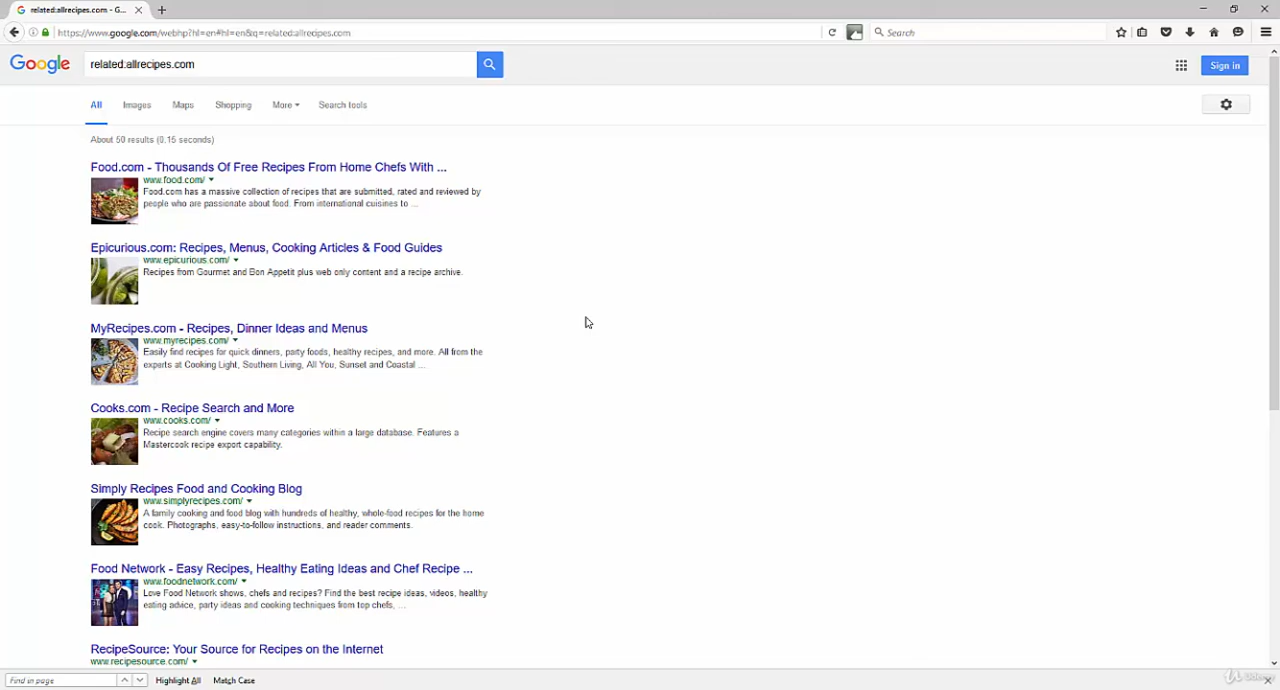 related:allrecipes.com - G...
https://www.google.com/webhp?hl=en#hl=en&q=related:allrecipes.com
Search
Google
related:allrecipes.com
Sign in
All Images Maps Shopping More Search tools
About 50 results (0,15 seconds)
Food.com - Thousands Of Free Recipes From Home Chefs With ...
www.food.com/
Food.com has a massive collection of recipes that are submitted, rated and reviewed by
people who are passionate about food. From international cuisines to ...
Epicurious.com: Recipes, Menus, Cooking Articles & Food Guides
www.epicurious.com/
Recipes from Gourmet and Bon Appetit plus web only content and a recipe archive.
MyRecipes.com - Recipes, Dinner Ideas and Menus
www.myrecipes.com/
Easily find recipes for quick dinners, party foods, healthy recipes, and more. All from the
experts at Cooking Light, Southern Living, All You, Sunset and Coastal ...
Cooks.com - Recipe Search and More
www.cooks.com/
Recipe search engine covers many categories within a large database. Features a
Mastercook recipe export capability.
Simply Recipes Food and Cooking Blog
www.simplyrecipes.com/
A family cooking and food blog with hundreds of healthy, whole-food recipes for the home
cook. Photographs, easy-to-follow instructions, and reader comments.
Food Network - Easy Recipes, Healthy Eating Ideas and Chef Recipe ...
www.foodnetwork.com/
Love Food Network shows, chefs and recipes? Find the best recipe ideas, videos, healthy
eating advice, party ideas and cooking techniques from top chefs, ...
RecipeSource: Your Source for Recipes on the Internet
www.recipesource.com/
Find in page Highlight All Match Case
Udemy